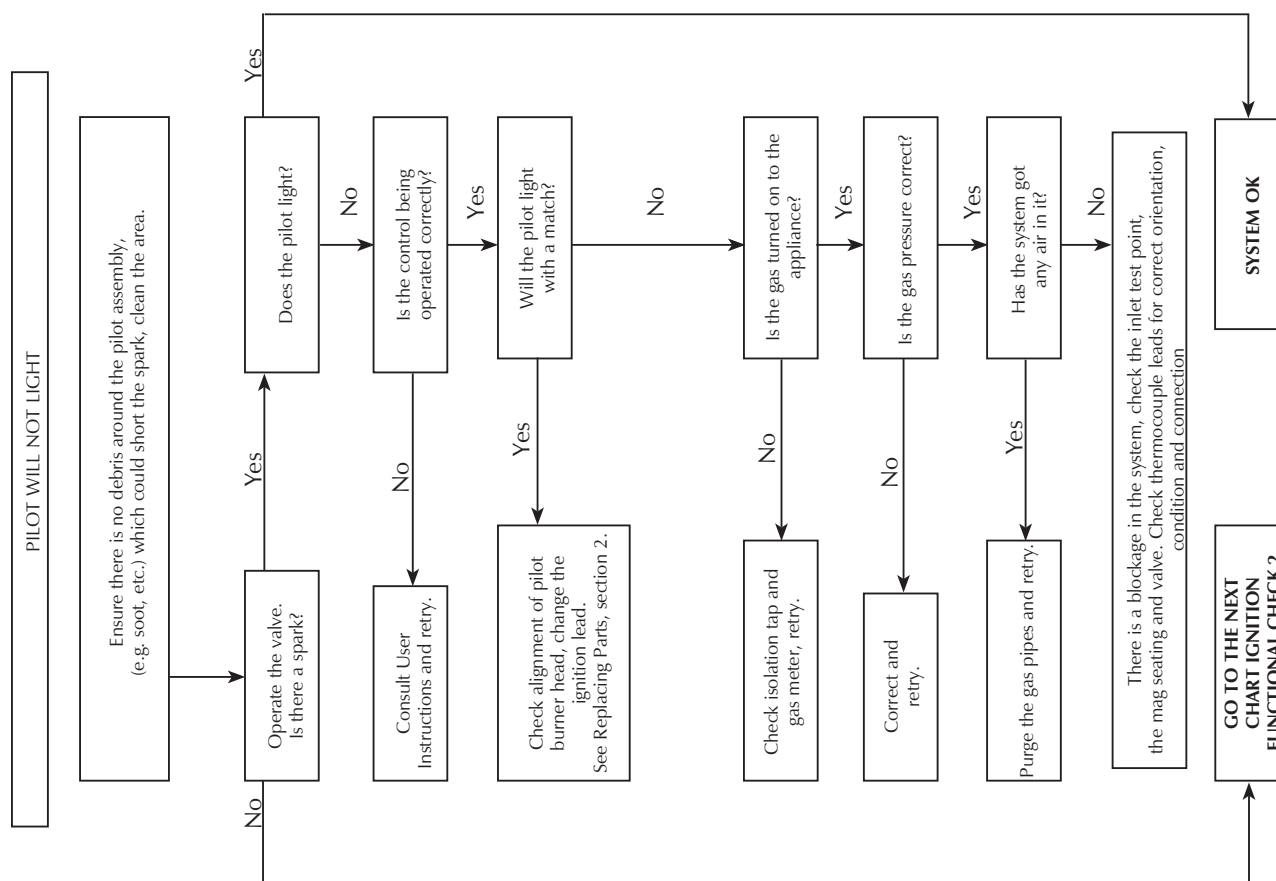 PILOT WILL NOT LIGHT
Ensure there is no debris around the pilot assembly,
(e.g. soot, etc.) which could short the spark, clean the area.
Operate the valve.
Is there a spark?
No
Yes
Does the pilot light?
Yes
No
Is the control being
operated correctly?
No
Consult User
Instructions and retry.
Yes
Will the pilot light
with a match?
Yes
Check alignment of pilot
burner head, change the
ignition lead.
See Replacing Parts, section 2.
No
Is the gas turned on to the
appliance?
No
Check isolation tap and
gas meter, retry.
Yes
Is the gas pressure correct?
No
Correct and
retry.
Yes
Has the system got
any air in it?
Yes
Purge the gas pipes and retry.
No
There is a blockage in the system, check the inlet test point,
the mag seating and valve. Check thermocouple leads for correct orientation,
condition and connection
GO TO THE NEXT
CHART IGNITION
FUNCTIONAL CHECK 2
SYSTEM OK